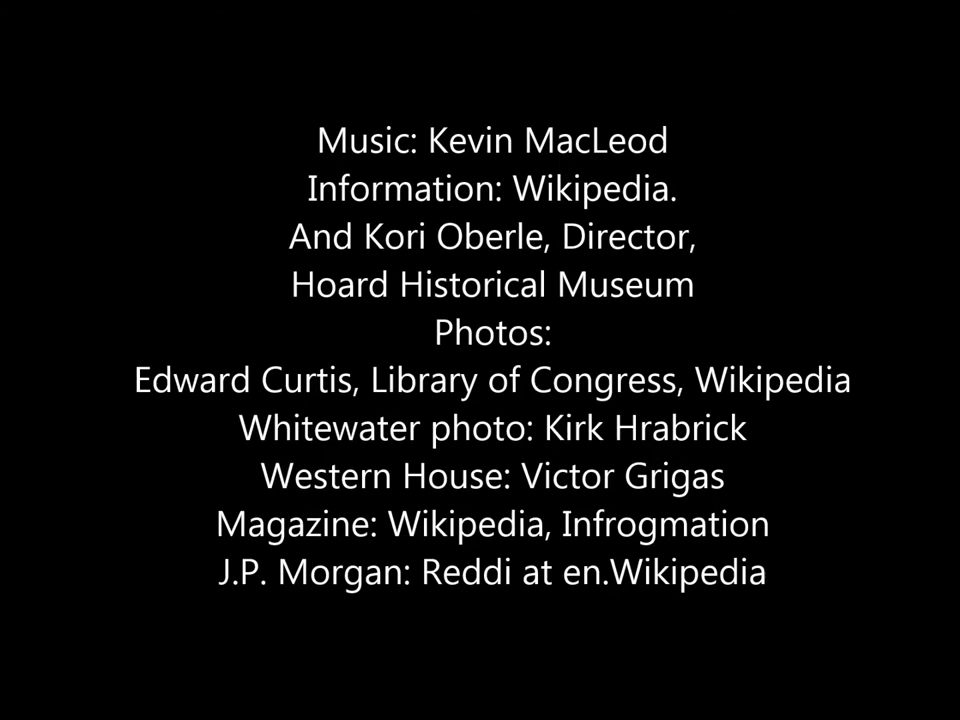 Music: Kevin MacLeod
Information: Wikipedia.
And Kori Oberle, Director,
Hoard Historical Museum
Photos:
Edward Curtis, Library of Congress, Wikipedia
Whitewater photo: Kirk Hrabrick
Western House: Victor Grigas
Magazine: Wikipedia, Infrogmation
J.P. Morgan: Reddi at en.Wikipedia